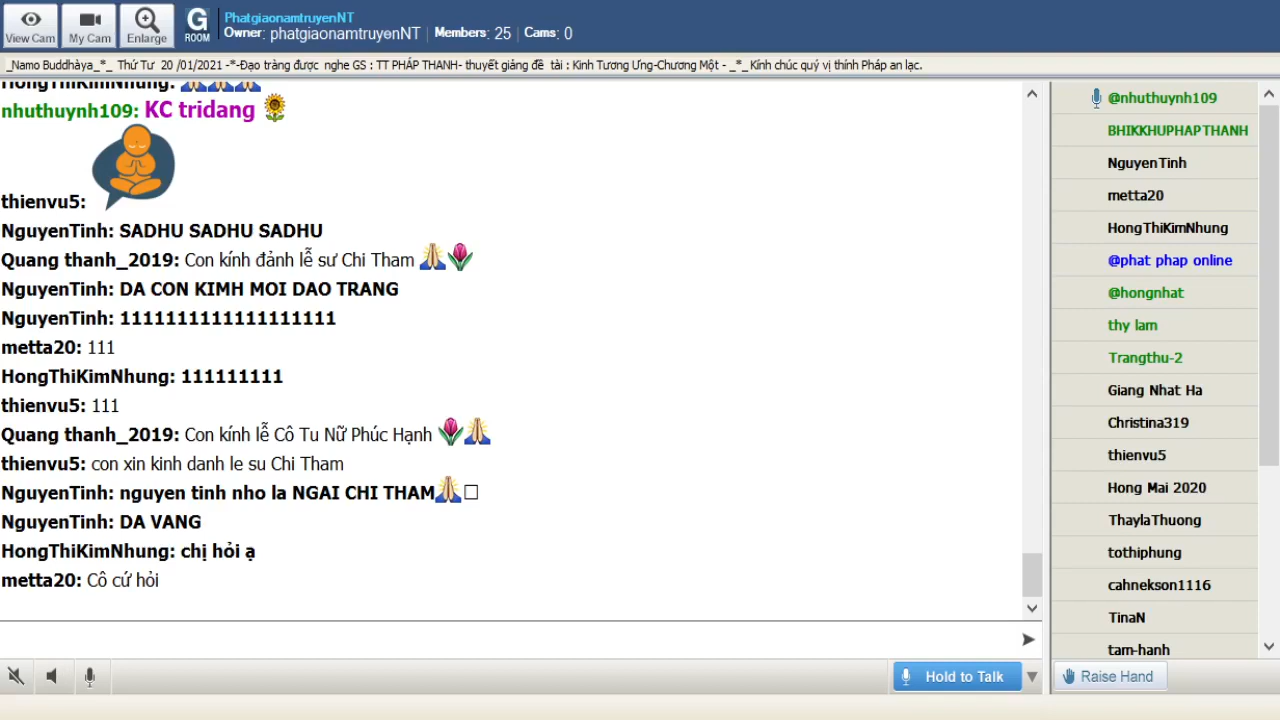 View Cam
My Cam
Enlarge
G
ROOM
PhatgiaonamtruyenNT
Owner: phatgiaonamtruyenNT | Members: 25 | Cams: 0
_Namo Buddhàya_*_ Thứ Tư 20 /01/2021 -*-Đạo tràng được nghe GS : TT PHÁP THANH- thuyết giảng đề tài : Kinh Tương Ưng-Chương Một - _*_Kính chúc quý vị thính Pháp an lạc.
HongThiKimNhung: 🙏🙏🙏
nhuthuynh109: KC tridang 🌻
thienvu5:
NguyenTinh: SADHU SADHU SADHU
Quang thanh_2019: Con kính đảnh lễ sư Chi Tham 🙏🌷
NguyenTinh: DA CON KIMH MOI DAO TRANG
NguyenTinh: 1111111111111111111
metta20: 111
HongThiKimNhung: 111111111
thienvu5: 111
Quang thanh_2019: Con kính lễ Cô Tu Nữ Phúc Hạnh 🌷🙏
thienvu5: con xin kinh danh le su Chi Tham
NguyenTinh: nguyen tinh nho la NGAI CHI THAM🙏□
NguyenTinh: DA VANG
HongThiKimNhung: chị hỏi ạ
metta20: Cô cứ hỏi
Hold to Talk
@nhuthuynh109
BHIKKHUPHAPTHANH
NguyenTinh
metta20
HongThiKimNhung
@phat phap online
@hongnhat
thy lam
Trangthu-2
Giang Nhat Ha
Christina319
thienvu5
Hong Mai 2020
ThaylaThuong
tothiphung
cahnekson1116
TinaN
tam-hanh
Raise Hand